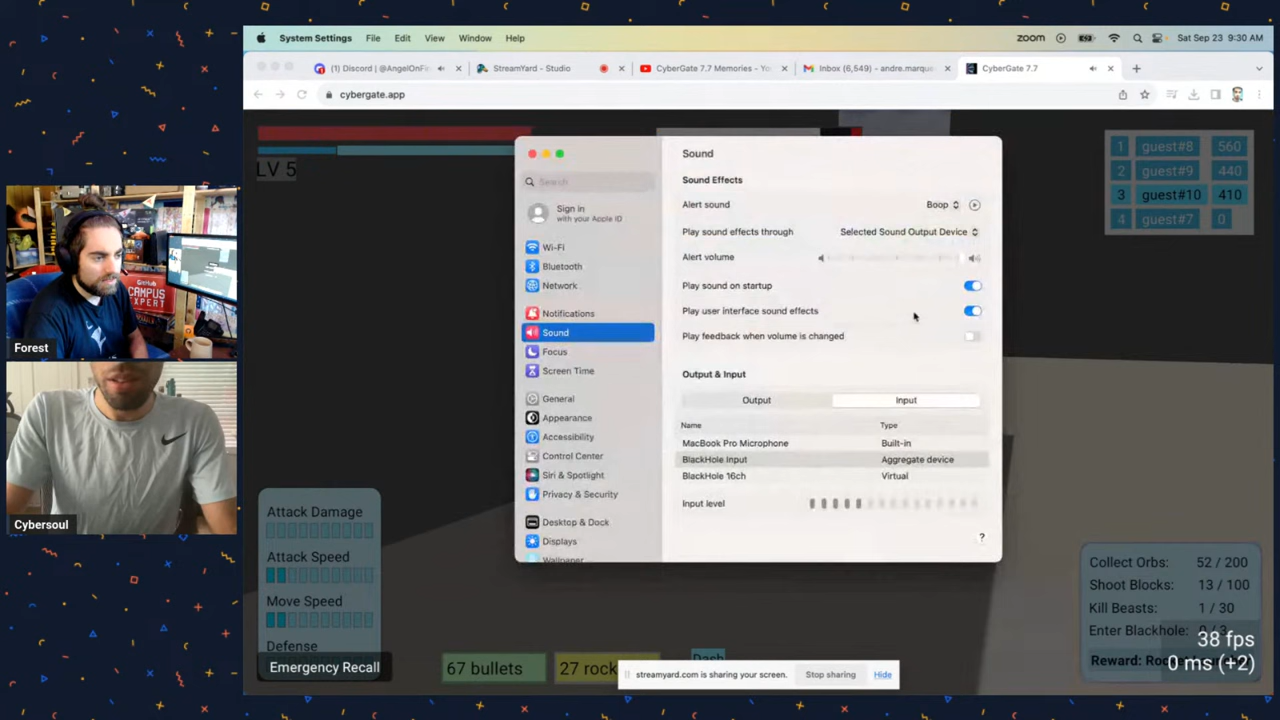 System Settings File Edit View Window Help
zoom Sat Sep 23 9:30 AM
(1) Discord | @AngelOnFi
StreamYard - Studio
CyberGate 7.7 Memories - Yo
Inbox (6,549) - andre.marque
CyberGate 7.7
cybergate.app
LV 5
1 guest#8 560
2 guest#9 440
3 guest#10 410
4 guest#7 0
Search
Sign in
with your Apple ID
Wi-Fi
Bluetooth
Network
Notifications
Sound
Focus
Screen Time
General
Appearance
Accessibility
Control Center
Siri & Spotlight
Privacy & Security
Desktop & Dock
Displays
Wallpaper
Sound
Sound Effects
Alert sound Boop
Play sound effects through Selected Sound Output Device
Alert volume
Play sound on startup
Play user interface sound effects
Play feedback when volume is changed
Output & Input
Output Input
Name Type
MacBook Pro Microphone Built-in
BlackHole Input Aggregate device
BlackHole 16ch Virtual
Input level
?
GitHub
CAMPUS
EXPERT
Forest
Cybersoul
Attack Damage
Attack Speed
Move Speed
Defense
Emergency Recall
67 bullets
27 rock
Dash
streamyard.com is sharing your screen. Stop sharing Hide
Collect Orbs: 52 / 200
Shoot Blocks: 13 / 100
Kill Beasts: 1 / 30
Enter Blackhole:
Reward:
38 fps
0 ms (+2)